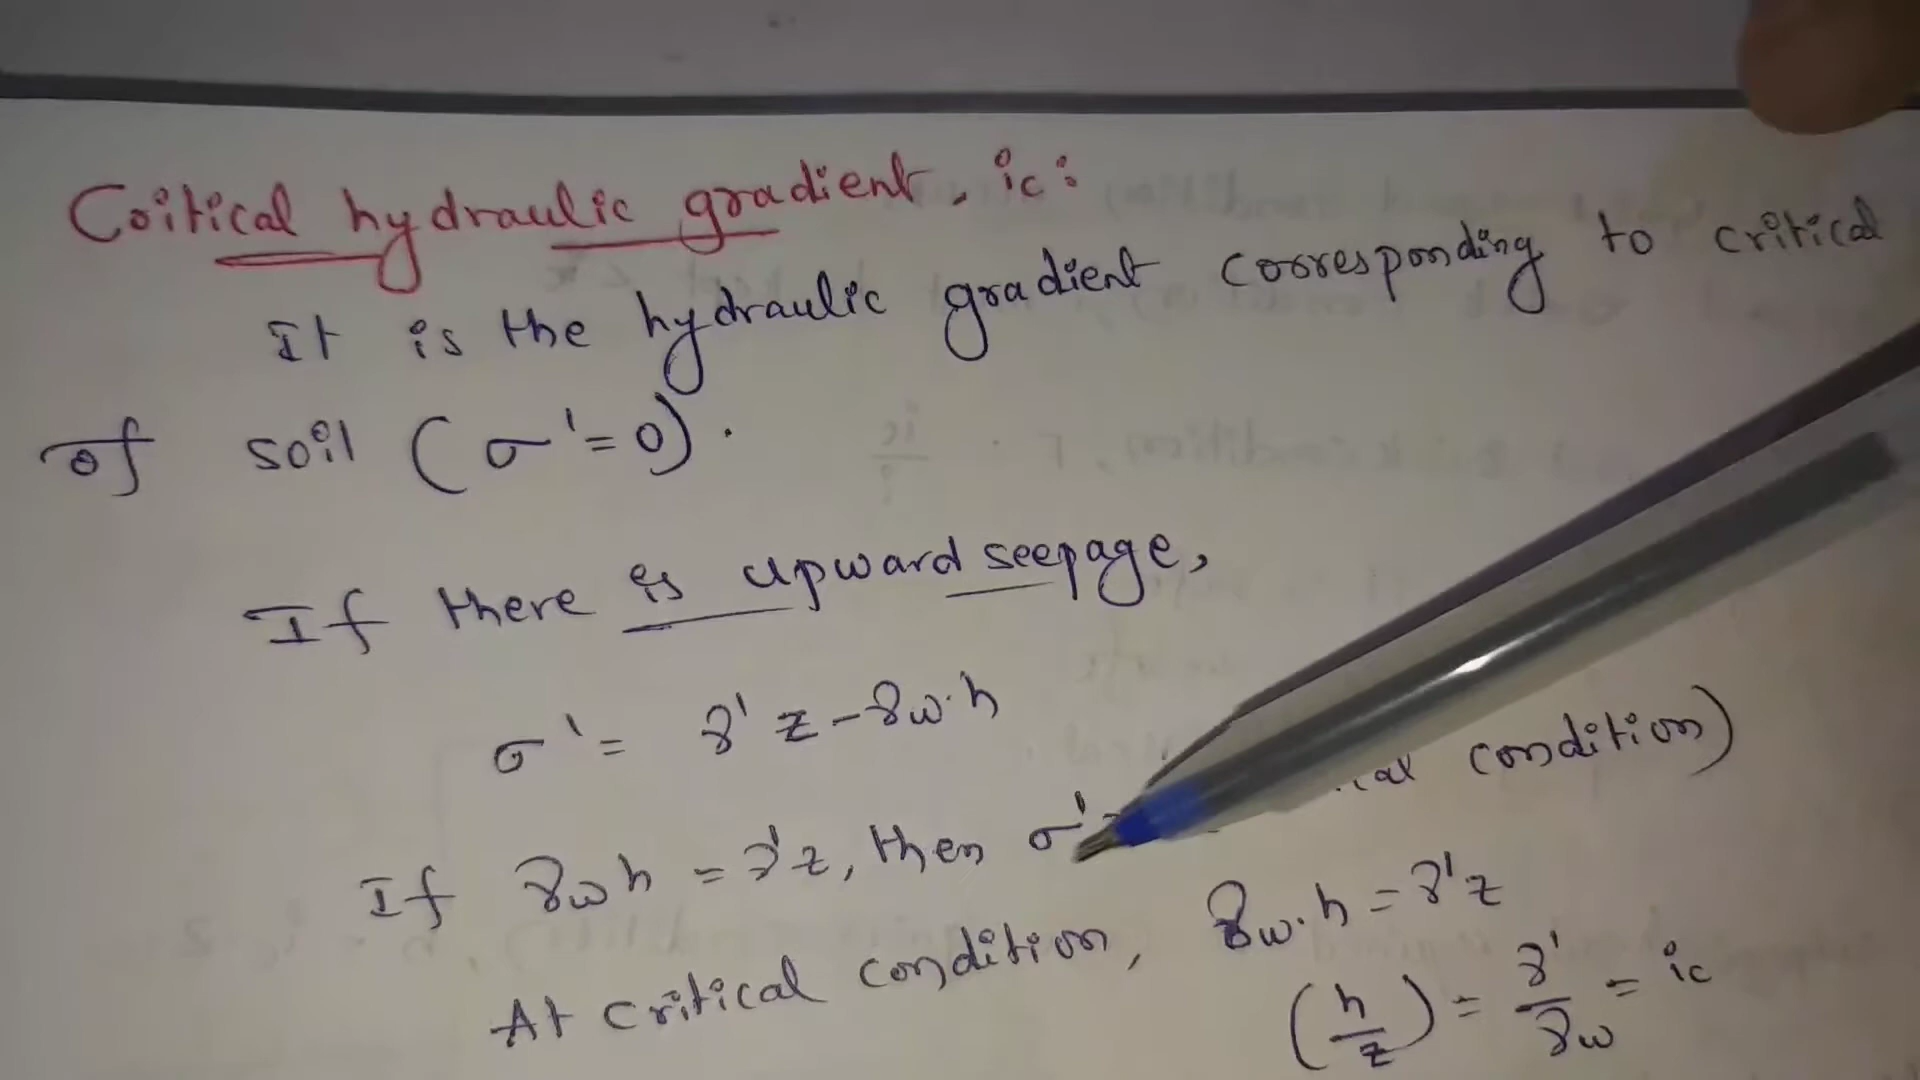 Critical hydraulic gradient, ic:
It is the hydraulic gradient corresponding to critical
of soil (σ'=0).
If there is upward seepage,
σ' = γ'z-γw.h
If γwh = γ'z, then σ' condition)
At critical condition, γw.h = γ'z
(h/z) = γ'/γw = ic